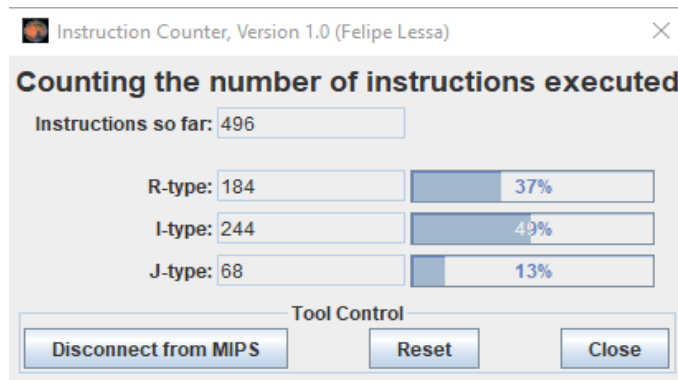 Instruction Counter, Version 1.0 (Felipe Lessa)
Counting the number of instructions executed
Instructions so far: 496
R-type: 184 37%
I-type: 244 49%
J-type: 68 13%
Tool Control
Disconnect from MIPS Reset Close